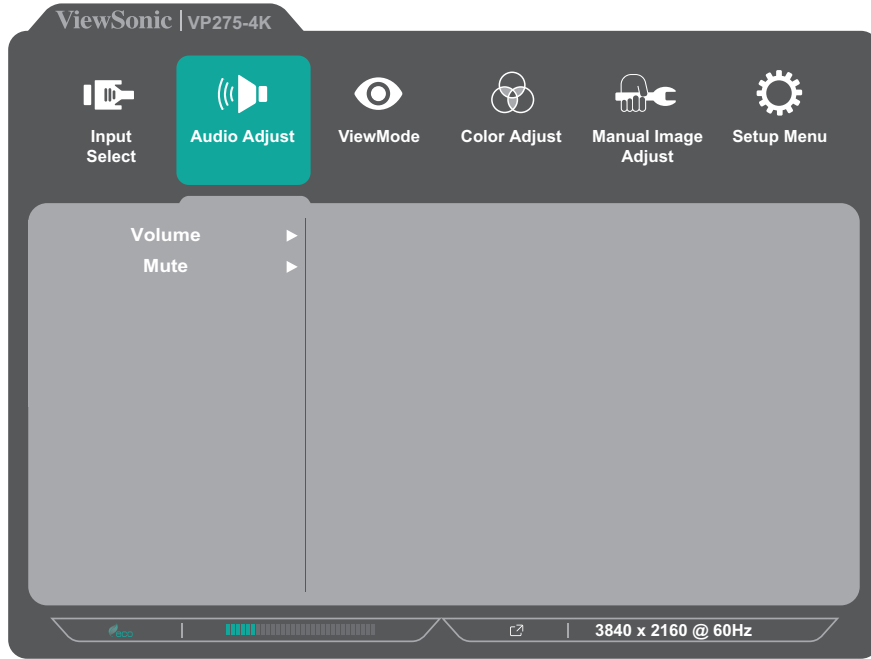 ViewSonic | VP275-4K
Input
Select
Audio Adjust
ViewMode
Color Adjust
Manual Image
Adjust
Setup Menu
Volume
Mute
eco
3840 x 2160 @ 60Hz